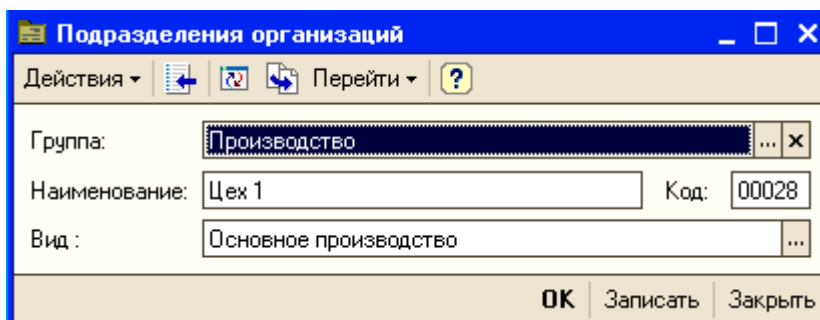 Подразделения организаций
Действия Перейти ?
Группа: Производство ... x
Наименование: Цех 1 Код: 00028
Вид : Основное производство ...
OK Записать Закрыть